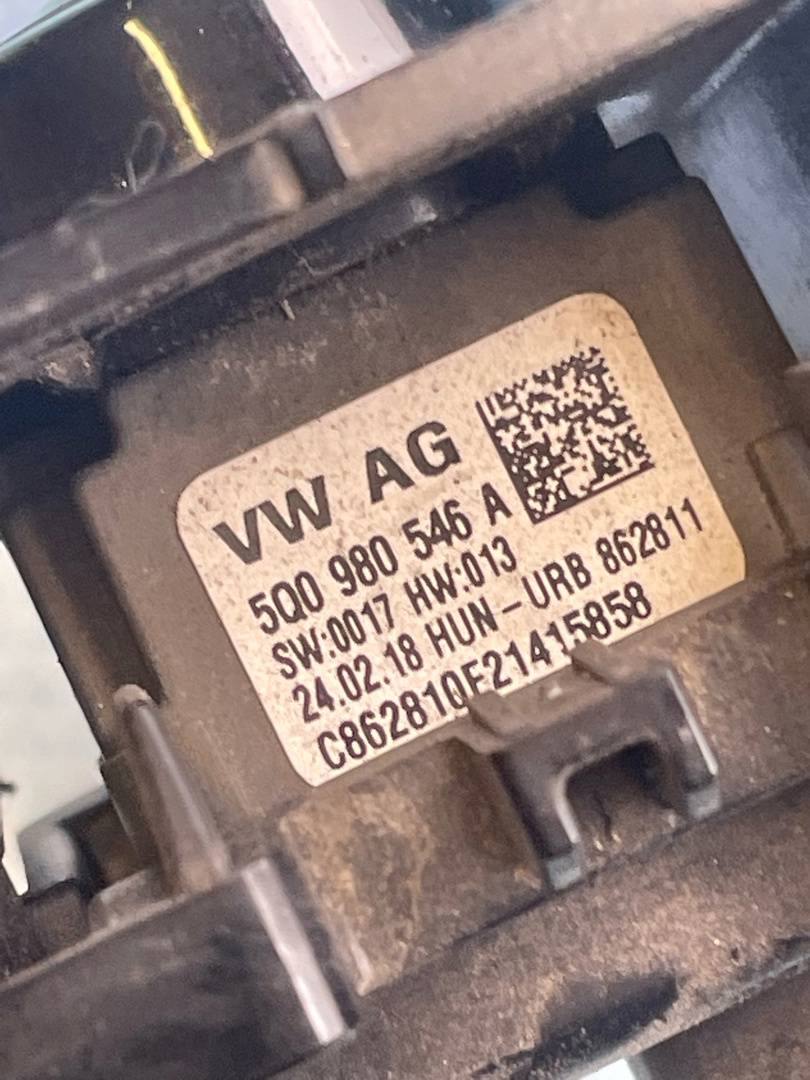 VW AG
5Q0 980 546 A
SW:0017 HW:013
24.02.18 HUN-URB 862811
C862810F21415858